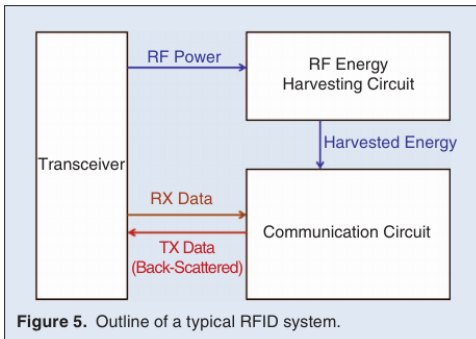 RF Power
RF Energy
Harvesting Circuit
Harvested Energy
Transceiver
RX Data
TX Data
(Back-Scattered)
Communication Circuit
Figure 5. Outline of a typical RFID system.